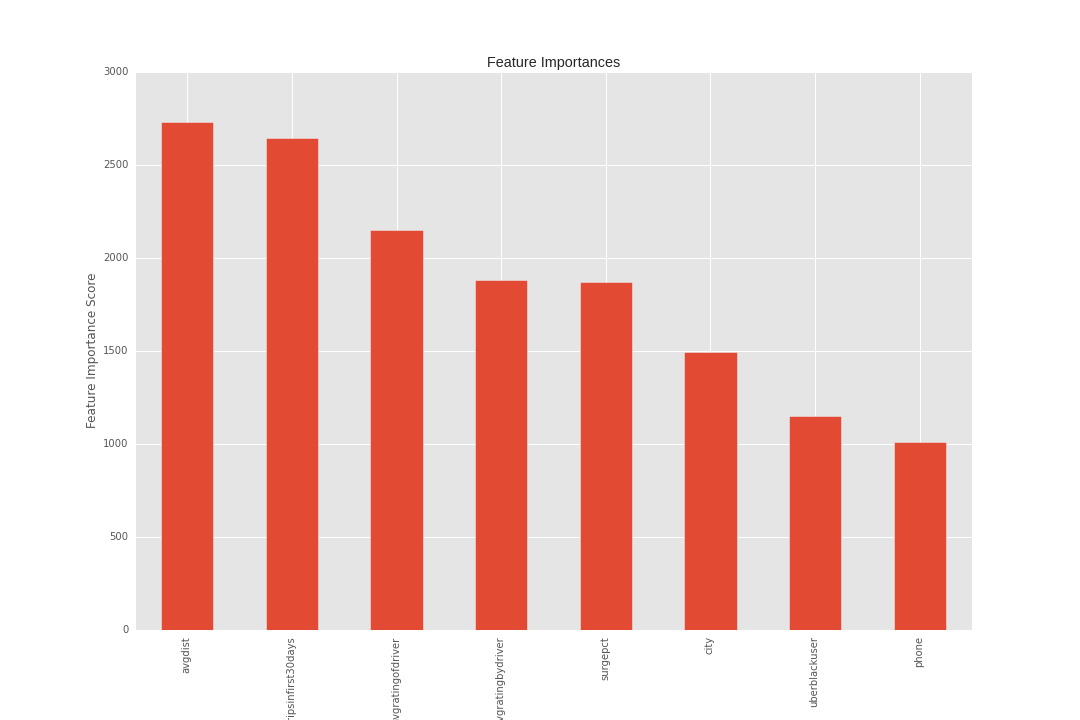 Feature Importances
3000
2500
2000
1500
1000
500
0
Feature Importance Score
avgdist
ripsinfirst30days
vgratingofdriver
vgratingbydriver
surgepct
city
uberblackuser
phone